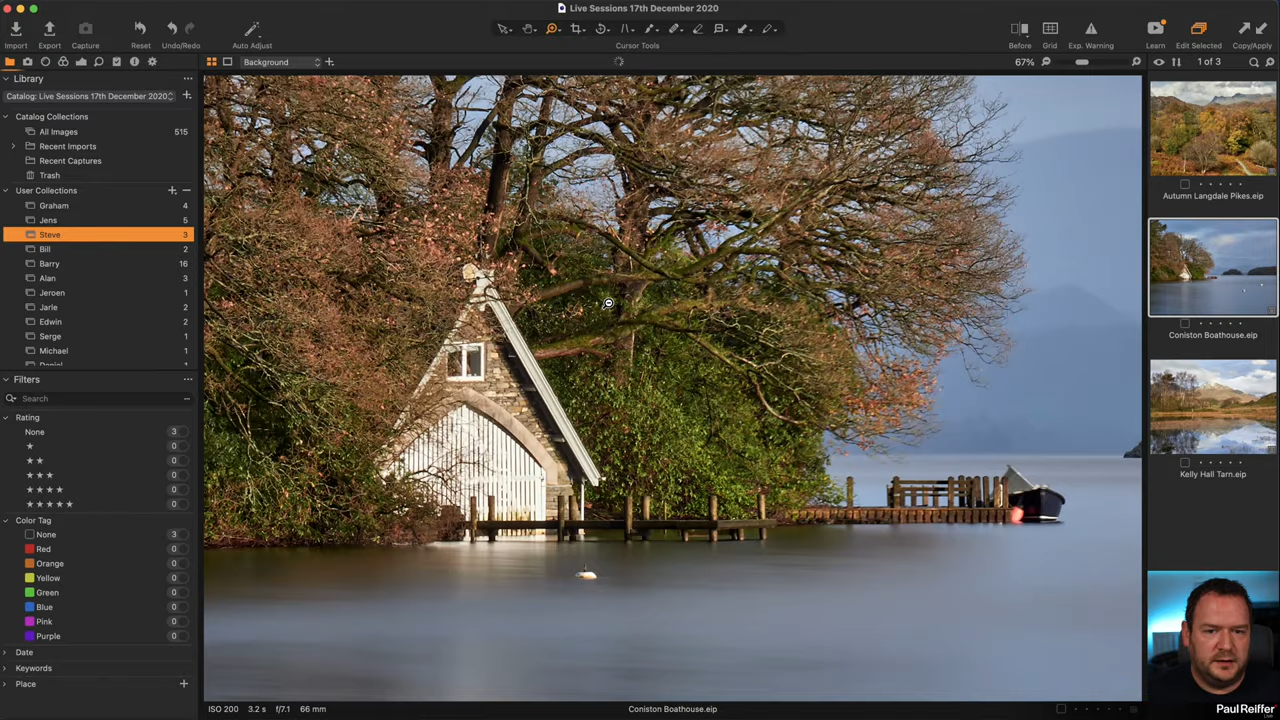 Live Sessions 17th December 2020
Import
Export
Capture
Reset
Undo/Redo
Auto Adjust
Cursor Tools
Before
Grid
Exp. Warning
Learn
Edit Selected
Copy/Apply
Background
67%
1 of 3
Library
Catalog: Live Sessions 17th December 2020
Catalog Collections
All Images 515
Recent Imports
Recent Captures
Trash
User Collections
Graham 4
Jens 5
Steve 3
Bill 2
Barry 16
Alan 3
Jeroen 1
Jarle 2
Edwin 2
Serge 1
Michael 1
Filters
Search
Rating
None 3
0
0
0
0
0
Color Tag
None 3
Red 0
Orange 0
Yellow 0
Green 0
Blue 0
Pink 0
Purple 0
Date
Keywords
Place
Autumn Langdale Pikes.eip
Coniston Boathouse.eip
Kelly Hall Tarn.eip
ISO 200 3.2 s f/7.1 66 mm
Coniston Boathouse.eip
Paul Reiffer